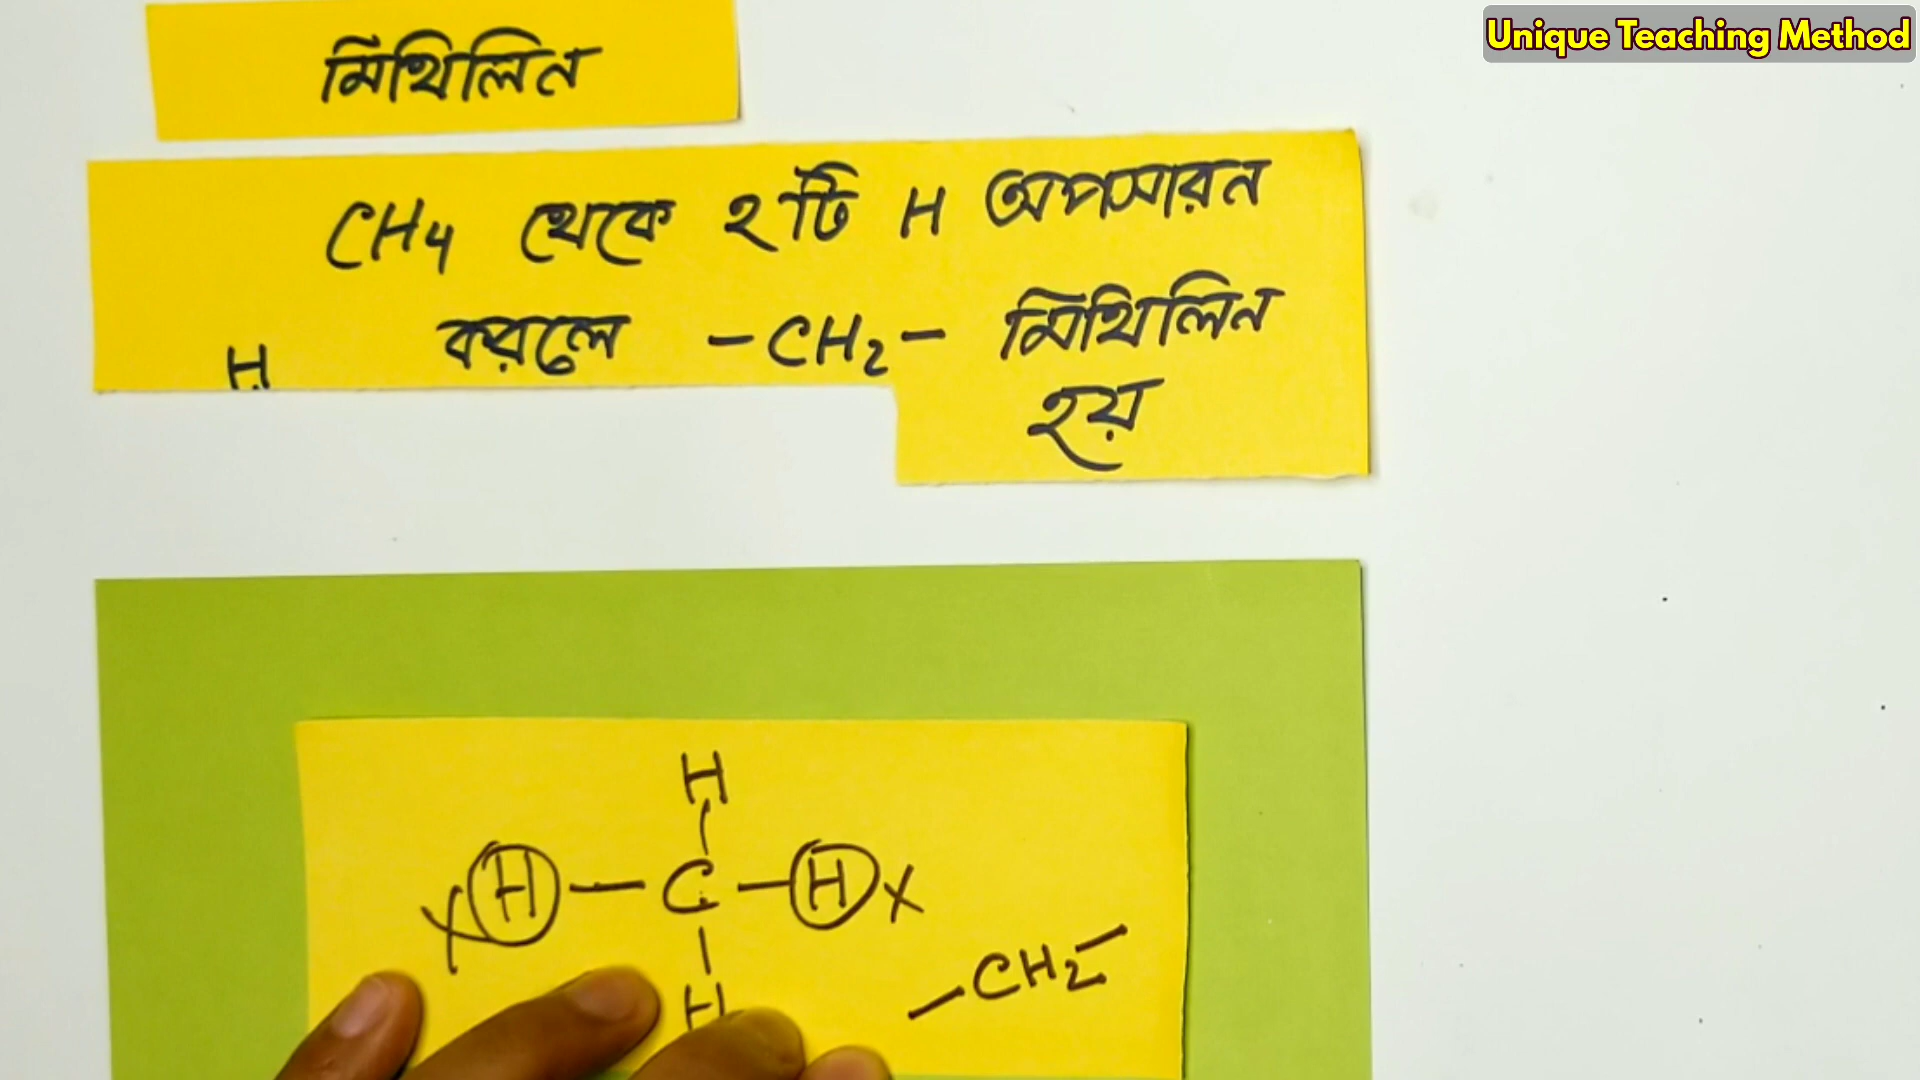 Unique Teaching Method
মিথিলিন
CH4 থেকে ২টি H অপসারন
করলে -CH2- মিথিলিন
H
হয়
H
X H - C - H X
H
-CH2-